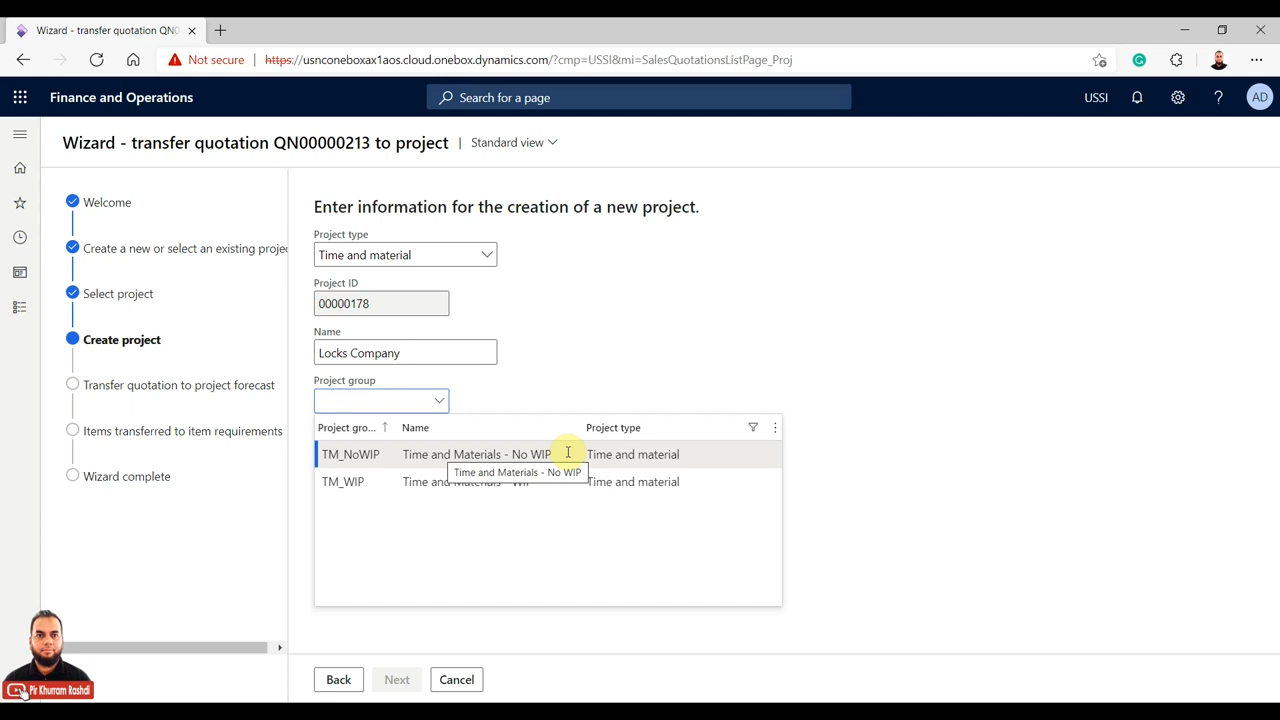 Wizard - transfer quotation QN0
Not secure
https://usnconeboxax1aos.cloud.onebox.dynamics.com/?cmp=USSI&mi=SalesQuotationsListPage_Proj
Finance and Operations
Search for a page
USSI
?
AD
Wizard - transfer quotation QN00000213 to project
Standard view
Welcome
Create a new or select an existing projec
Select project
Create project
Transfer quotation to project forecast
Items transferred to item requirements
Wizard complete
Enter information for the creation of a new project.
Project type
Time and material
Project ID
00000178
Name
Locks Company
Project group
Project gro... Name Project type
TM_NoWIP Time and Materials - No WIP Time and material
Time and Materials - No WIP
TM_WIP Time and Materials - WIP Time and material
Back Next Cancel
Pir Khurram Rashdi